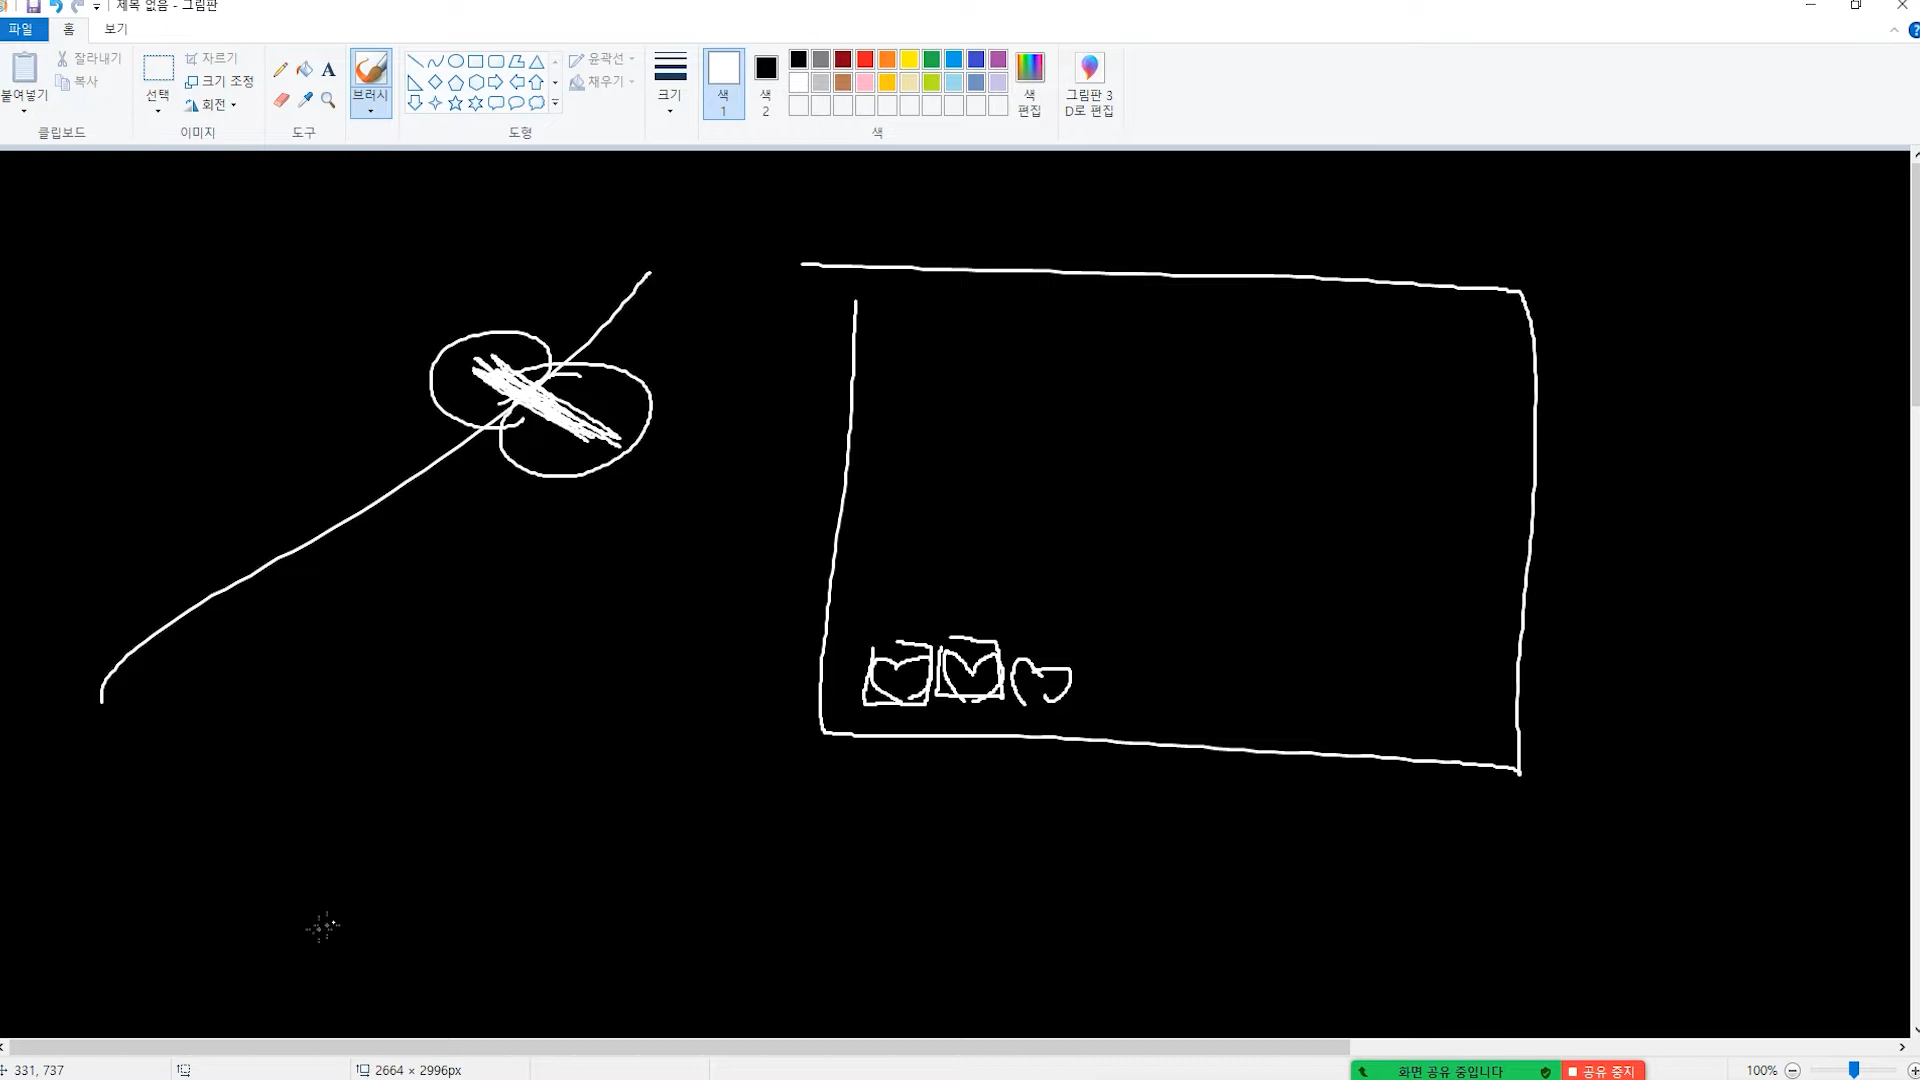 제목 없음 - 그림판
파일 홈 보기
붙여넣기
잘라내기
복사
클립보드
선택
자르기
크기 조정
회전
이미지
A
도구
브러시
윤곽선
채우기
도형
크기
색
1
색
2
색
편집
색
그림판 3
D로 편집
331, 737
2664 × 2996px
화면 공유 중입니다
공유 중지
100%